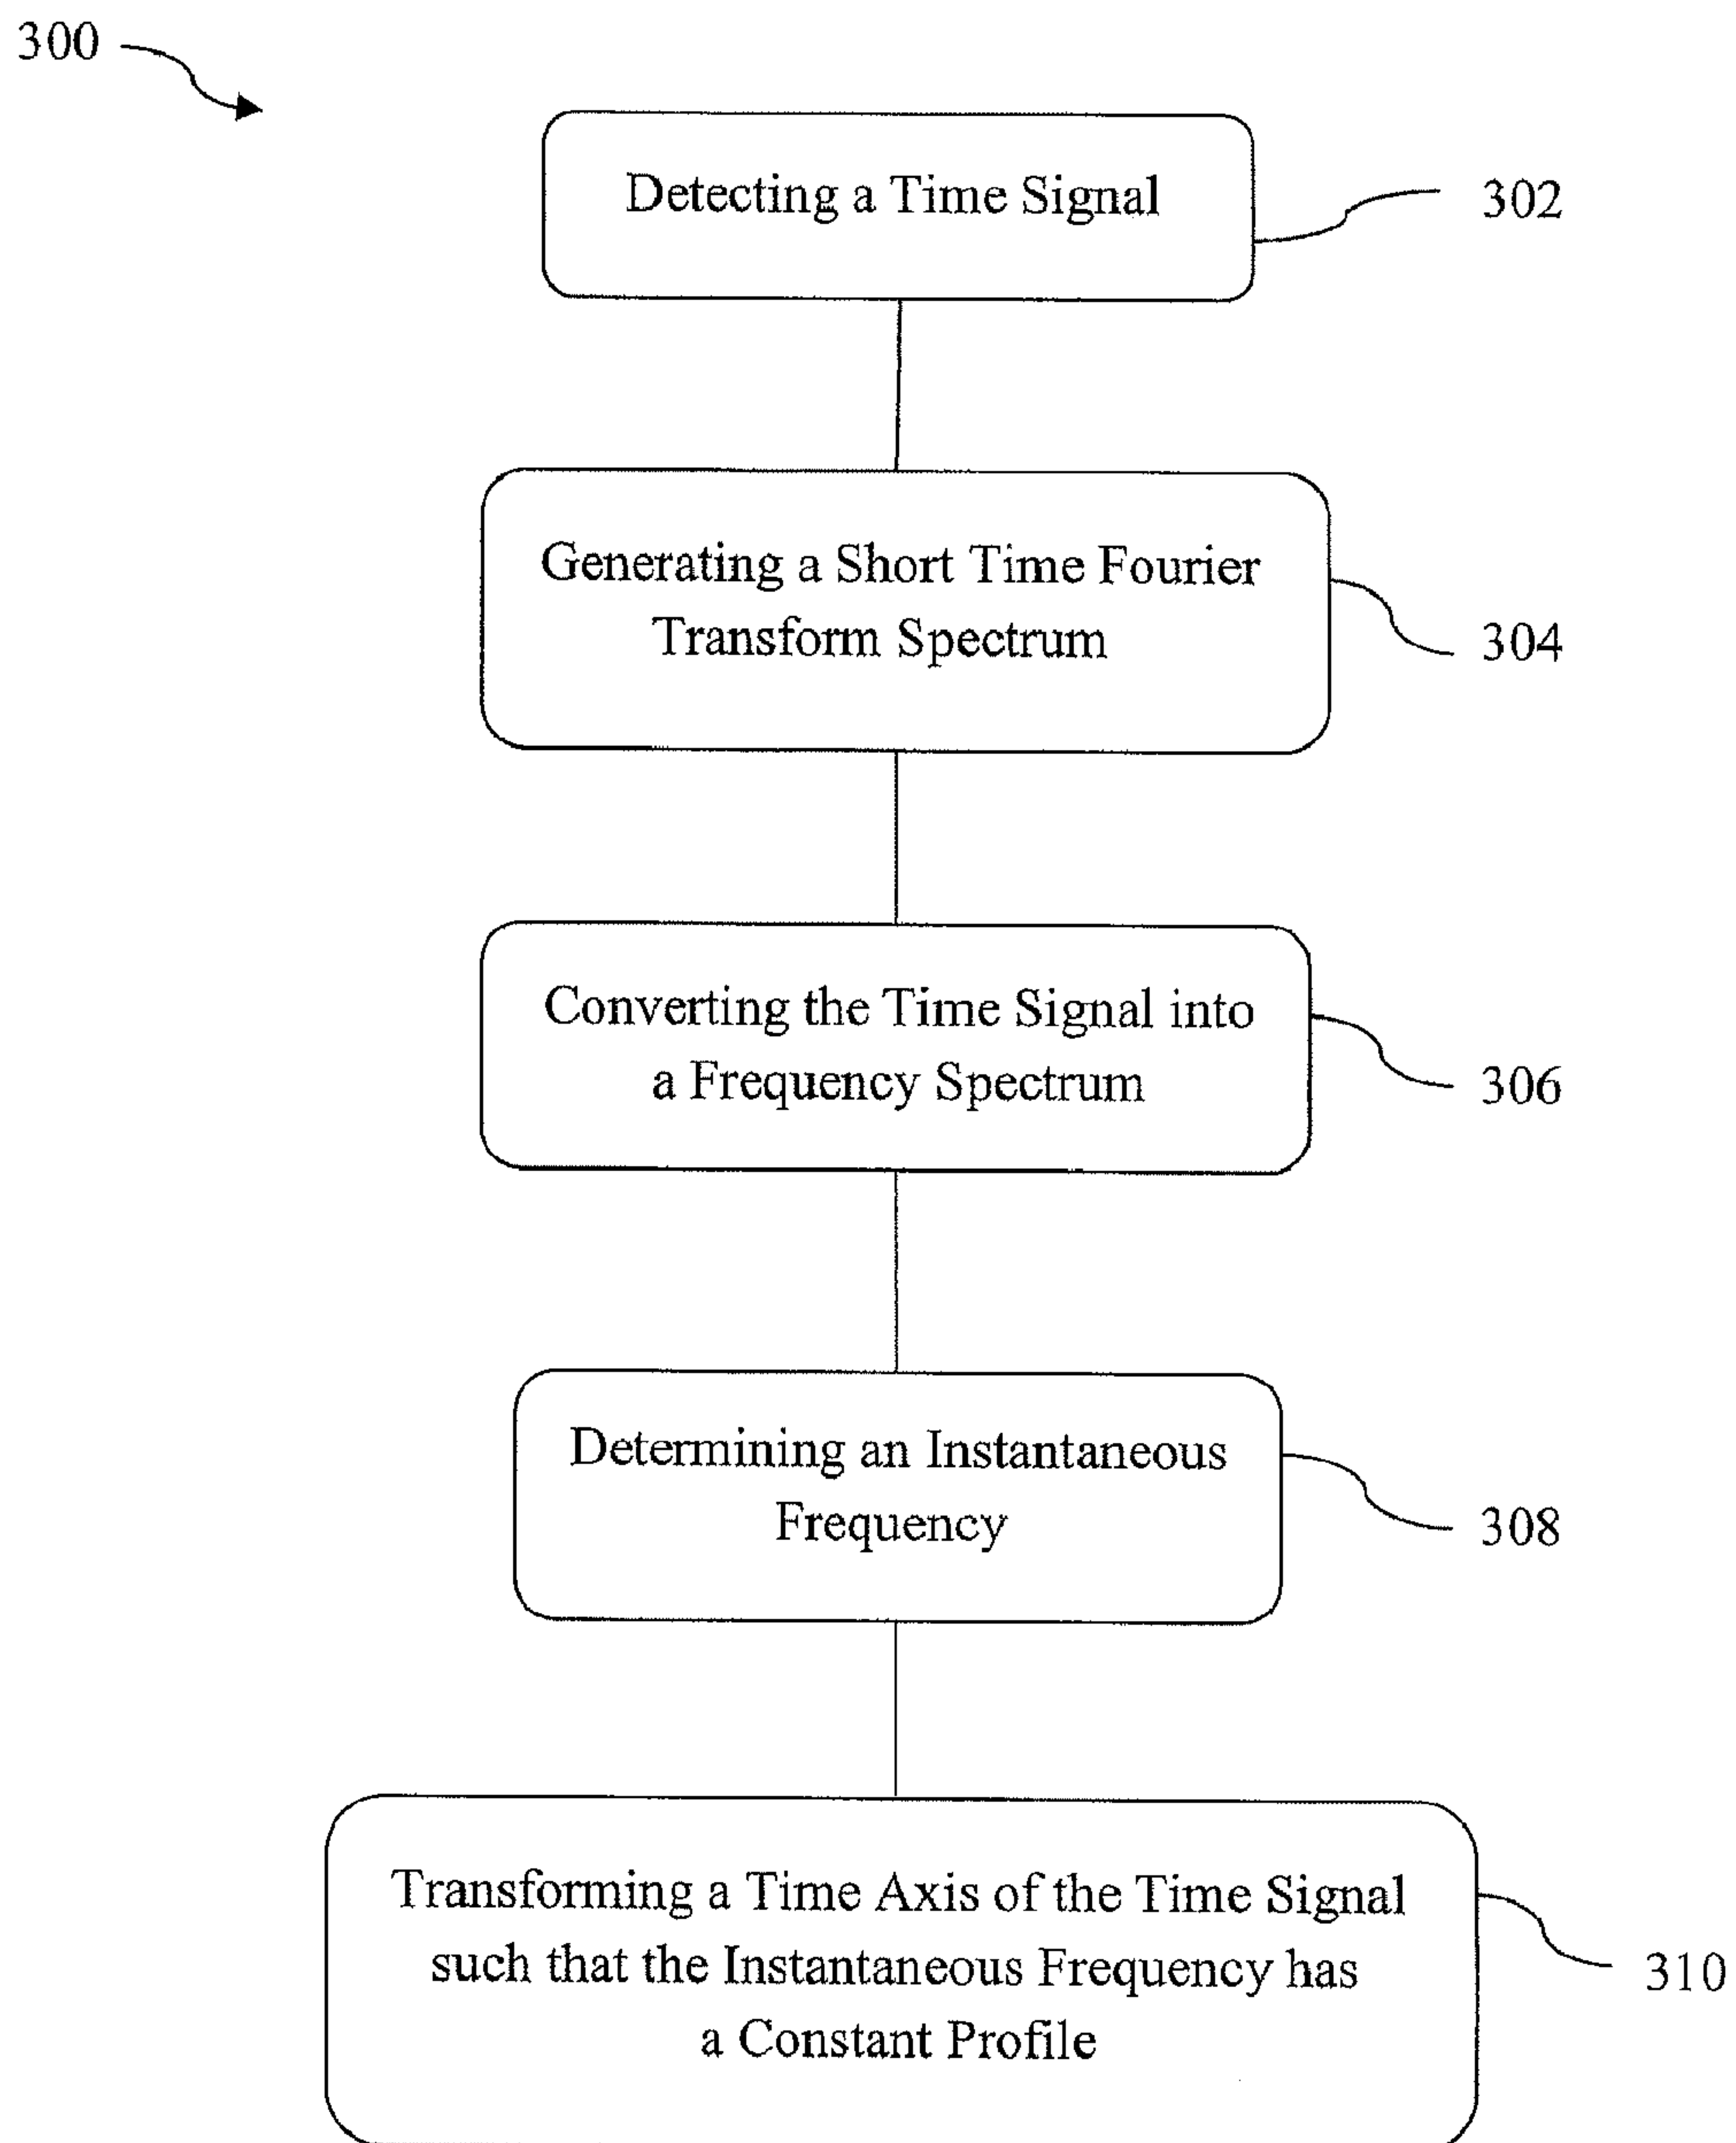 300
Detecting a Time Signal
302
Generating a Short Time Fourier
Transform Spectrum
304
Converting the Time Signal into
a Frequency Spectrum
306
Determining an Instantaneous
Frequency
308
Transforming a Time Axis of the Time Signal
such that the Instantaneous Frequency has
a Constant Profile
310